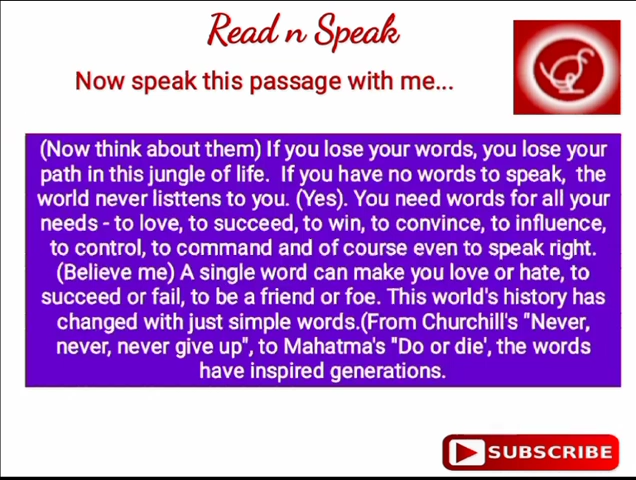 Read n Speak
Now speak this passage with me...
(Now think about them) If you lose your words, you lose your
path in this jungle of life.  If you have no words to speak,  the
world never listtens to you. (Yes). You need words for all your
needs - to love, to succeed, to win, to convince, to influence,
to control, to command and of course even to speak right.
(Believe me) A single word can make you love or hate, to
succeed or fail, to be a friend or foe. This world's history has
changed with just simple words.(From Churchill's "Never,
never, never give up", to Mahatma's "Do or die', the words
have inspired generations.
SUBSCRIBE